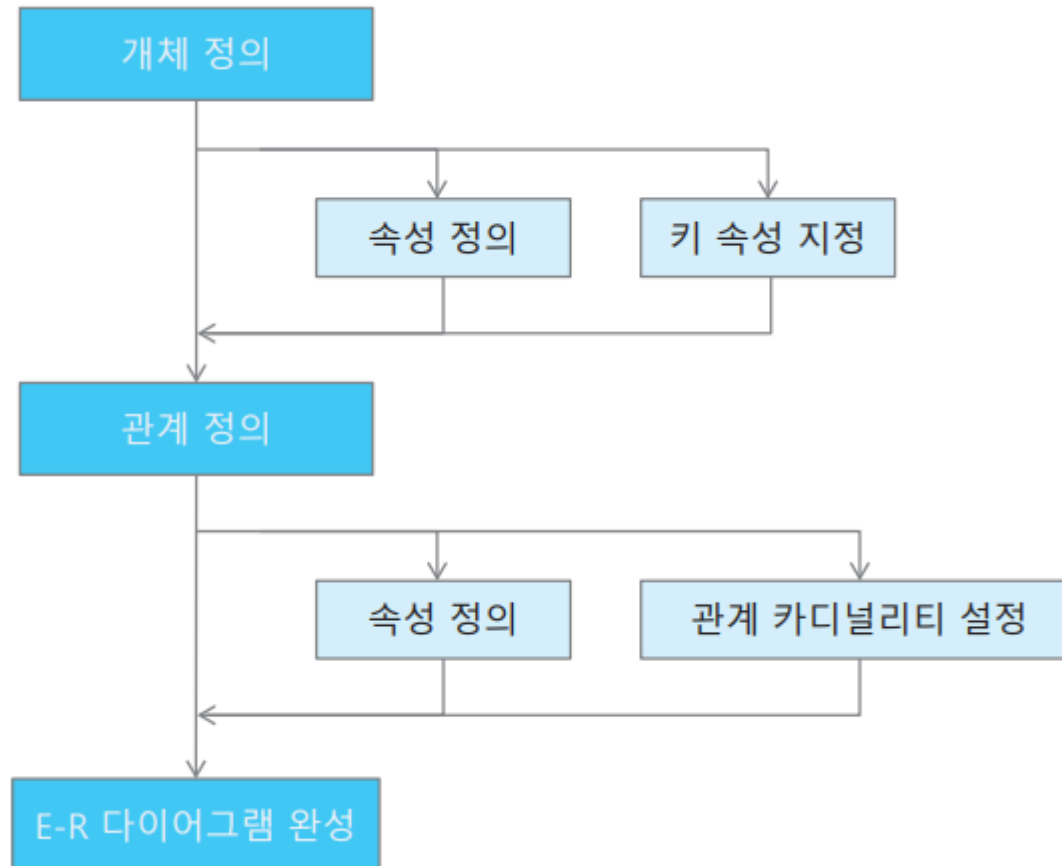 개체 정의
속성 정의
키 속성 지정
관계 정의
속성 정의
관계 카디널리티 설정
E-R 다이어그램 완성